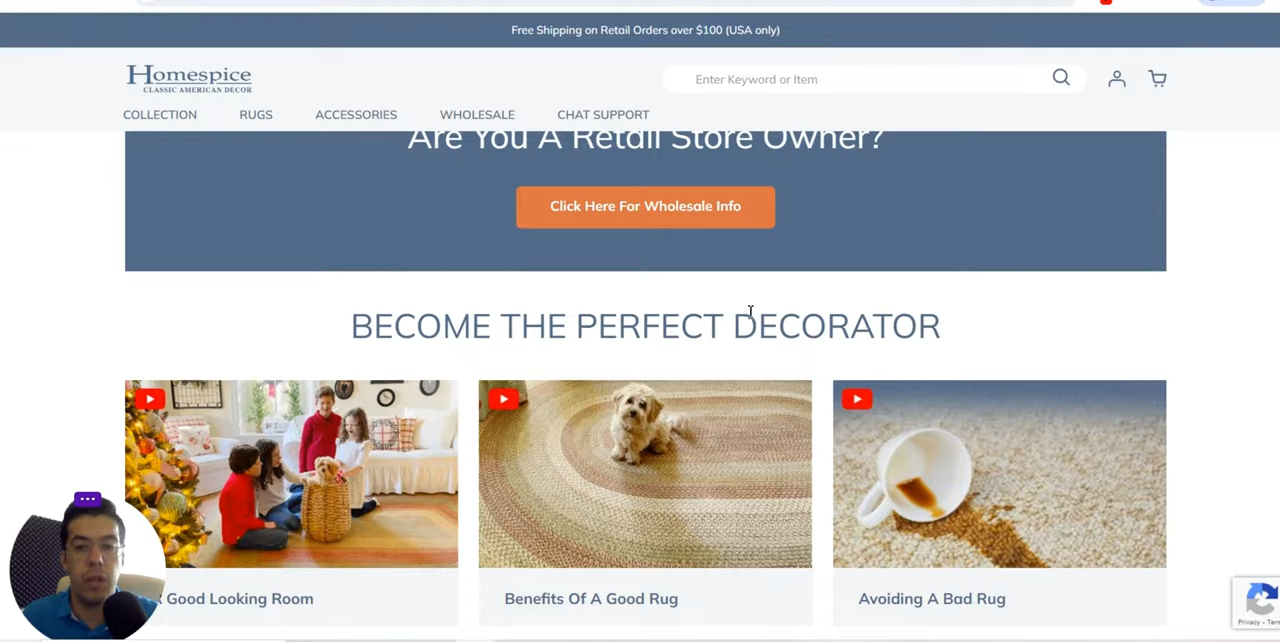 Free Shipping on Retail Orders over $100 (USA only)
Homespice
CLASSIC AMERICAN DECOR
Enter Keyword or Item
COLLECTION RUGS ACCESSORIES WHOLESALE CHAT SUPPORT
Are You A Retail Store Owner?
Click Here For Wholesale Info
BECOME THE PERFECT DECORATOR
Good Looking Room
Benefits Of A Good Rug
Avoiding A Bad Rug
Privacy